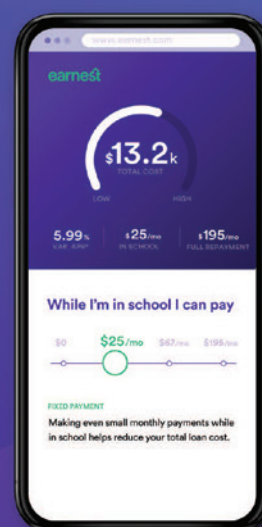 www.earnest.com
earnest
$13.2k
TOTAL COST
LOW HIGH
5.99% $25/mo $195/mo
VAR. APR* IN SCHOOL FULL REPAYMENT
While I'm in school I can pay
$0 $25/mo $67/mo $195/mo
FIXED PAYMENT
Making even small monthly payments while
in school helps reduce your total loan cost.